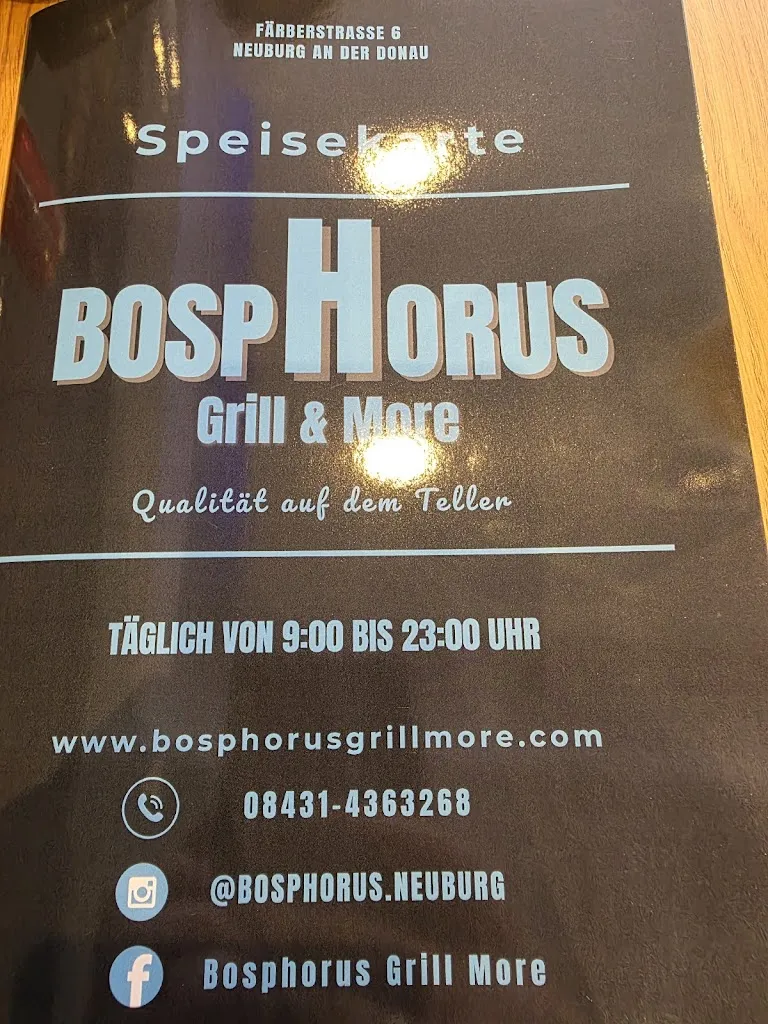 FÄRBERSTRASSE 6
NEUBURG AN DER DONAU
Speisekarte
BOSPHORUS
Grill & More
Qualität auf dem Teller
TÄGLICH VON 9:00 BIS 23:00 UHR
www.bosphorusgrillmore.com
08431-4363268
@BOSPHORUS.NEUBURG
Bosphorus Grill More